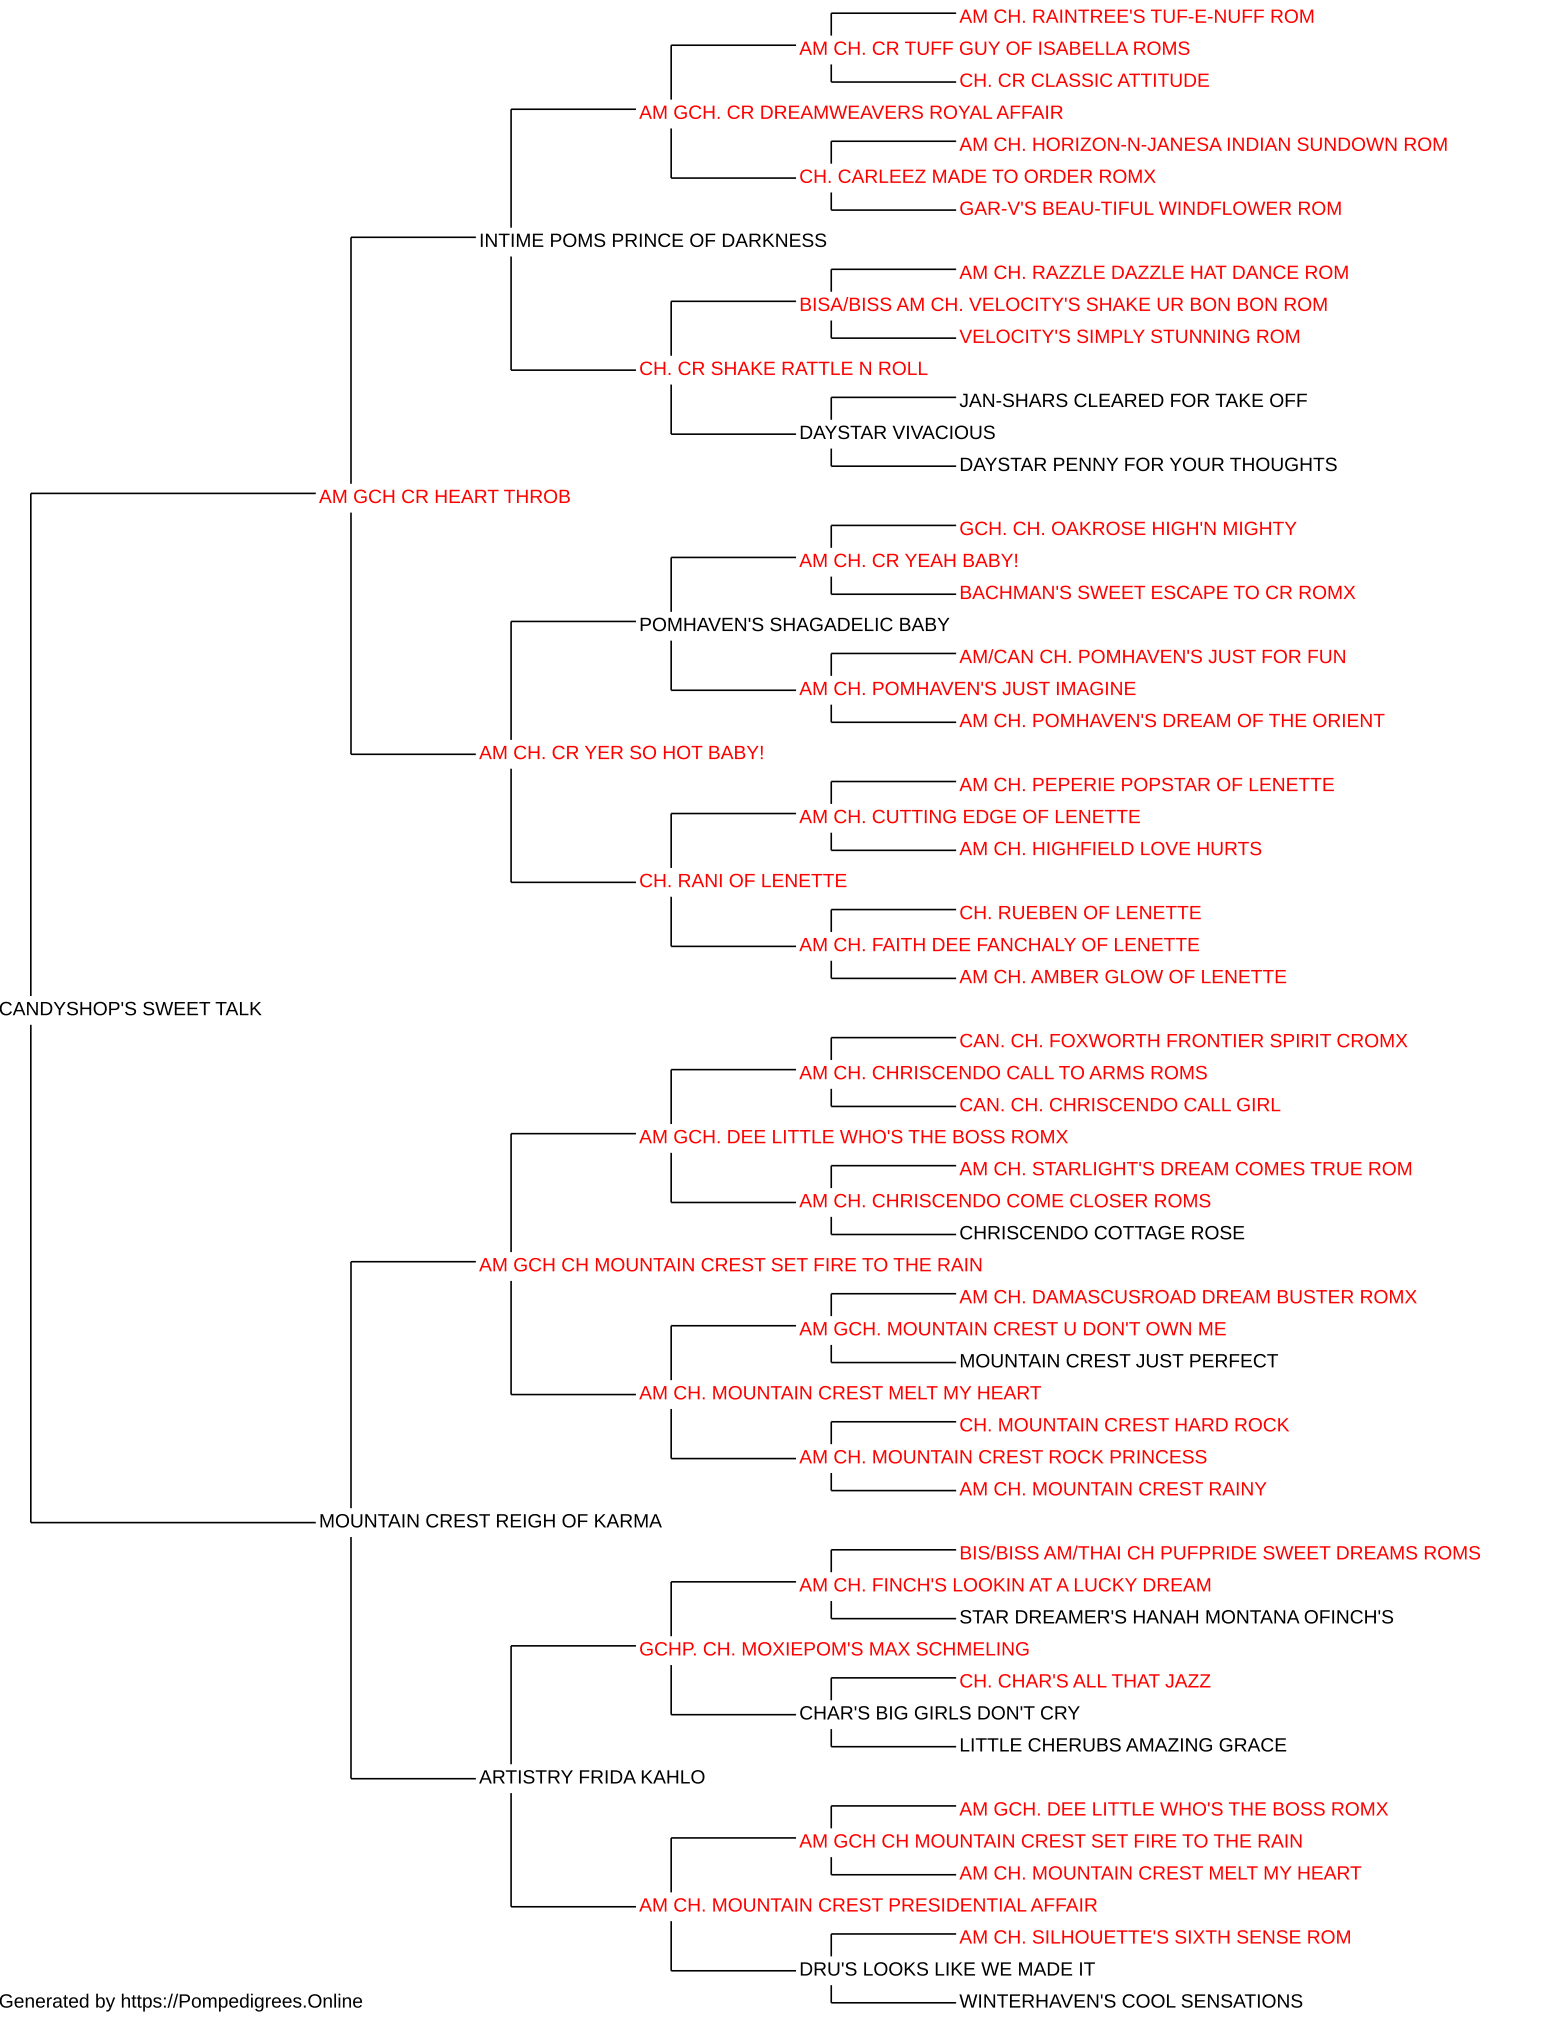 AM CH. RAINTREE'S TUF-E-NUFF ROM
AM CH. CR TUFF GUY OF ISABELLA ROMS
CH. CR CLASSIC ATTITUDE
AM GCH. CR DREAMWEAVERS ROYAL AFFAIR
AM CH. HORIZON-N-JANESA INDIAN SUNDOWN ROM
CH. CARLEEZ MADE TO ORDER ROMX
GAR-V'S BEAU-TIFUL WINDFLOWER ROM
INTIME POMS PRINCE OF DARKNESS
AM CH. RAZZLE DAZZLE HAT DANCE ROM
BISA/BISS AM CH. VELOCITY'S SHAKE UR BON BON ROM
VELOCITY'S SIMPLY STUNNING ROM
CH. CR SHAKE RATTLE N ROLL
JAN-SHARS CLEARED FOR TAKE OFF
DAYSTAR VIVACIOUS
DAYSTAR PENNY FOR YOUR THOUGHTS
AM GCH CR HEART THROB
GCH. CH. OAKROSE HIGH'N MIGHTY
AM CH. CR YEAH BABY!
BACHMAN'S SWEET ESCAPE TO CR ROMX
POMHAVEN'S SHAGADELIC BABY
AM/CAN CH. POMHAVEN'S JUST FOR FUN
AM CH. POMHAVEN'S JUST IMAGINE
AM CH. POMHAVEN'S DREAM OF THE ORIENT
AM CH. CR YER SO HOT BABY!
AM CH. PEPERIE POPSTAR OF LENETTE
AM CH. CUTTING EDGE OF LENETTE
AM CH. HIGHFIELD LOVE HURTS
CH. RANI OF LENETTE
CH. RUEBEN OF LENETTE
AM CH. FAITH DEE FANCHALY OF LENETTE
AM CH. AMBER GLOW OF LENETTE
CANDYSHOP'S SWEET TALK
CAN. CH. FOXWORTH FRONTIER SPIRIT CROMX
AM CH. CHRISCENDO CALL TO ARMS ROMS
CAN. CH. CHRISCENDO CALL GIRL
AM GCH. DEE LITTLE WHO'S THE BOSS ROMX
AM CH. STARLIGHT'S DREAM COMES TRUE ROM
AM CH. CHRISCENDO COME CLOSER ROMS
CHRISCENDO COTTAGE ROSE
AM GCH CH MOUNTAIN CREST SET FIRE TO THE RAIN
AM CH. DAMASCUSROAD DREAM BUSTER ROMX
AM GCH. MOUNTAIN CREST U DON'T OWN ME
MOUNTAIN CREST JUST PERFECT
AM CH. MOUNTAIN CREST MELT MY HEART
CH. MOUNTAIN CREST HARD ROCK
AM CH. MOUNTAIN CREST ROCK PRINCESS
AM CH. MOUNTAIN CREST RAINY
MOUNTAIN CREST REIGH OF KARMA
BIS/BISS AM/THAI CH PUFPRIDE SWEET DREAMS ROMS
AM CH. FINCH'S LOOKIN AT A LUCKY DREAM
STAR DREAMER'S HANAH MONTANA OFINCH'S
GCHP. CH. MOXIEPOM'S MAX SCHMELING
CH. CHAR'S ALL THAT JAZZ
CHAR'S BIG GIRLS DON'T CRY
LITTLE CHERUBS AMAZING GRACE
ARTISTRY FRIDA KAHLO
AM GCH. DEE LITTLE WHO'S THE BOSS ROMX
AM GCH CH MOUNTAIN CREST SET FIRE TO THE RAIN
AM CH. MOUNTAIN CREST MELT MY HEART
AM CH. MOUNTAIN CREST PRESIDENTIAL AFFAIR
AM CH. SILHOUETTE'S SIXTH SENSE ROM
DRU'S LOOKS LIKE WE MADE IT
WINTERHAVEN'S COOL SENSATIONS
Generated by https://Pompedigrees.Online